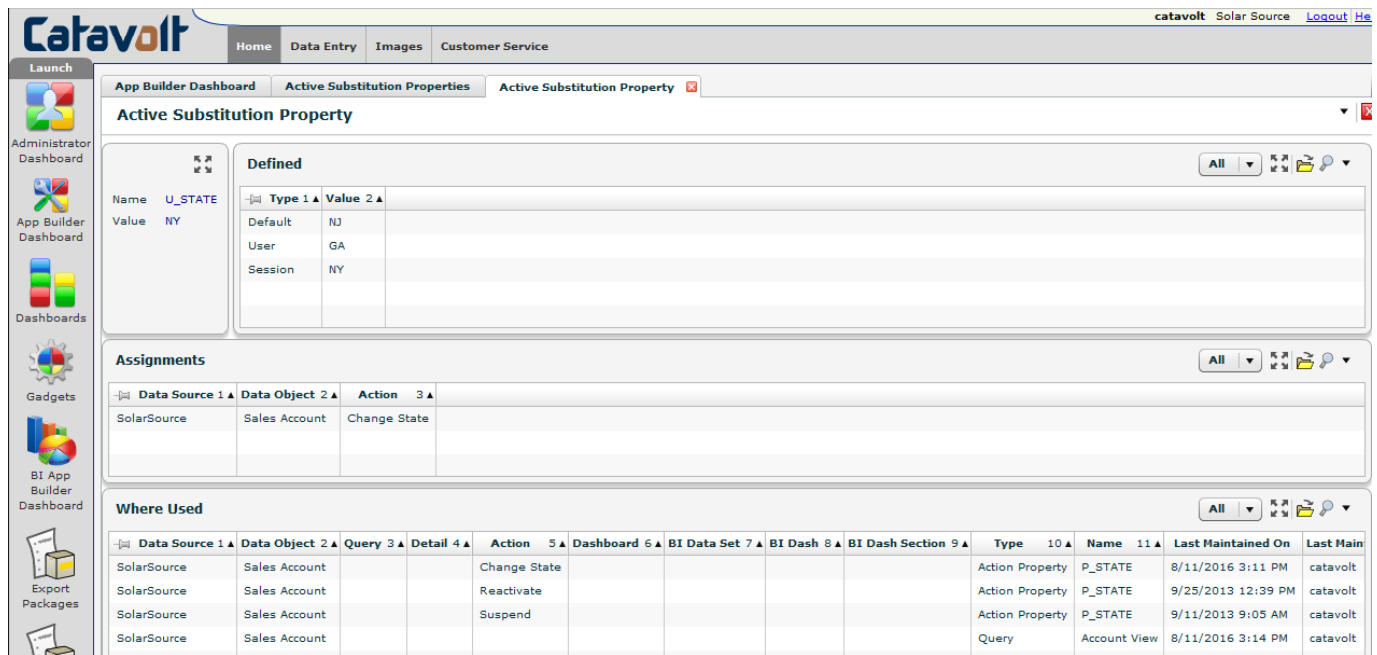 catavolt Solar Source Logout He
Catavolt
Home Data Entry Images Customer Service
Launch
Administrator
Dashboard
App Builder
Dashboard
Dashboards
Gadgets
BI App
Builder
Dashboard
Export
Packages
App Builder Dashboard Active Substitution Properties Active Substitution Property
Active Substitution Property
Name U_STATE
Value NY
Defined All
Type 1 Value 2
Default NJ
User GA
Session NY
Assignments All
Data Source 1 Data Object 2 Action 3
SolarSource Sales Account Change State
Where Used All
Data Source 1 Data Object 2 Query 3 Detail 4 Action 5 Dashboard 6 BI Data Set 7 BI Dash 8 BI Dash Section 9 Type 10 Name 11 Last Maintained On Last Main
SolarSource Sales Account Change State Action Property P_STATE 8/11/2016 3:11 PM catavolt
SolarSource Sales Account Reactivate Action Property P_STATE 9/25/2013 12:39 PM catavolt
SolarSource Sales Account Suspend Action Property P_STATE 9/11/2013 9:05 AM catavolt
SolarSource Sales Account Query Account View 8/11/2016 3:14 PM catavolt